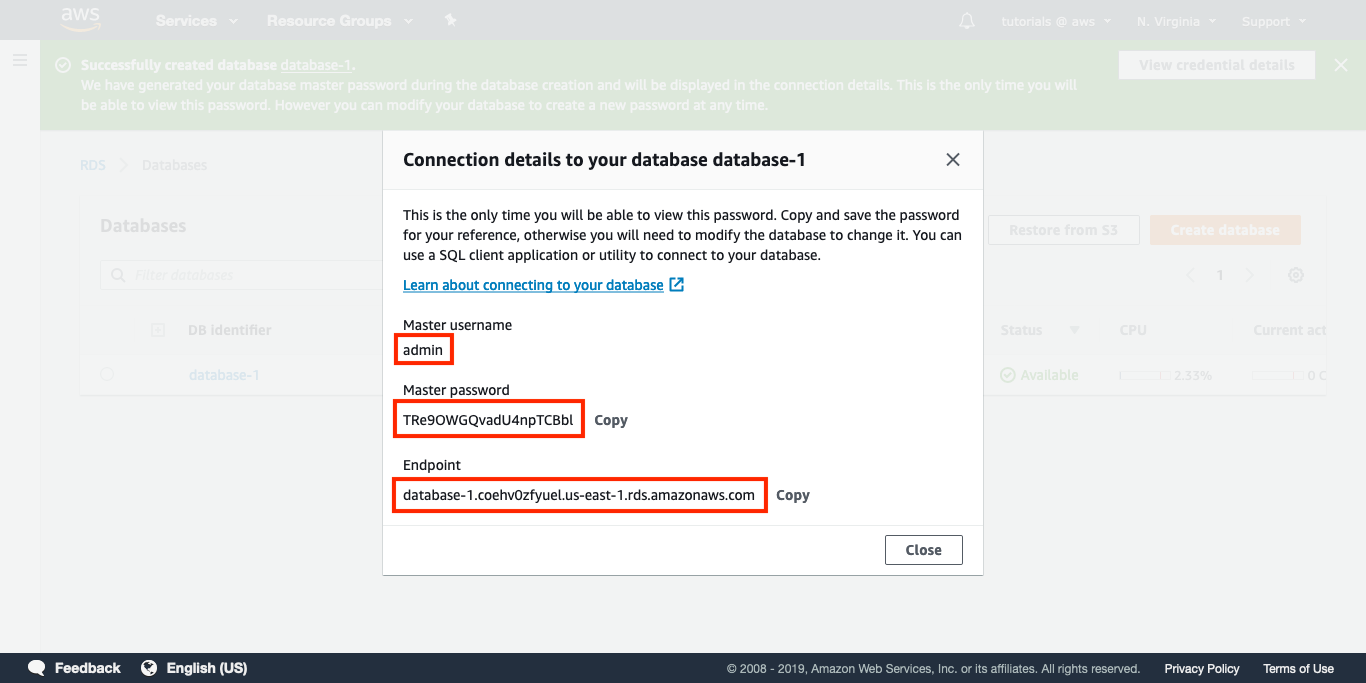 aws
Services
Resource Groups
tutorials @ aws
N. Virginia
Support
Successfully created database database-1.
We have generated your database master password during the database creation and will be displayed in the connection details. This is the only time you will
be able to view this password. However you can modify your database to create a new password at any time.
View credential details
RDS
Databases
Databases
Restore from S3
Create database
Filter databases
1
DB identifier
Status
CPU
Current act
database-1
Available
2.33%
0 C
Connection details to your database database-1
This is the only time you will be able to view this password. Copy and save the password
for your reference, otherwise you will need to modify the database to change it. You can
use a SQL client application or utility to connect to your database.
Learn about connecting to your database
Master username
admin
Master password
TRe9OWGQvadU4npTCBbl Copy
Endpoint
database-1.coehv0zfyuel.us-east-1.rds.amazonaws.com Copy
Close
Feedback
English (US)
© 2008 - 2019, Amazon Web Services, Inc. or its affiliates. All rights reserved.
Privacy Policy
Terms of Use